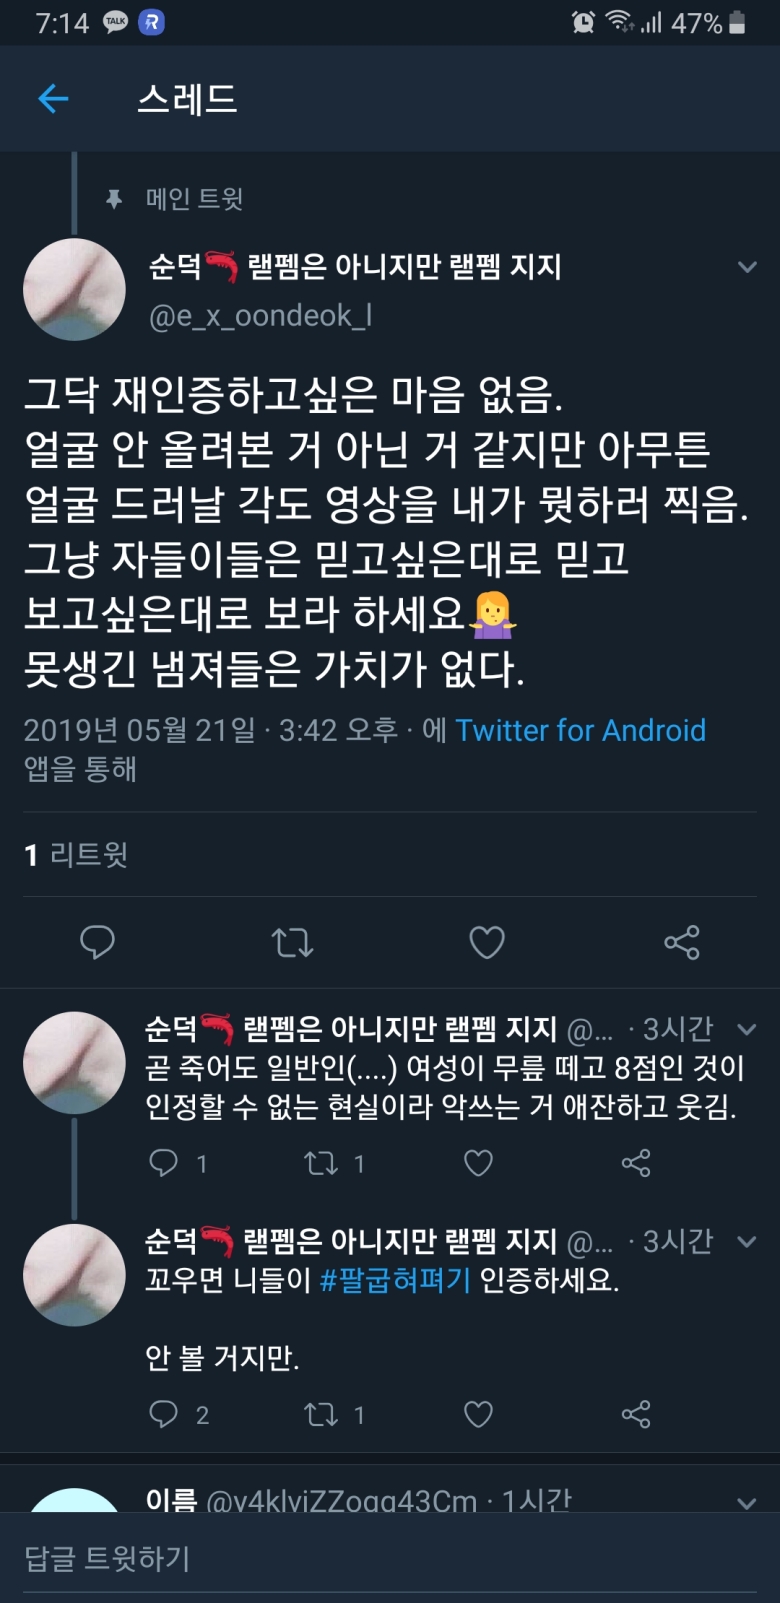 7:14 TALK R 47%
스레드
메인 트윗
순덕🦐 랟펨은 아니지만 랟펨 지지
@e_x_oondeok_l
그닥 재인증하고싶은 마음 없음.
얼굴 안 올려본 거 아닌 거 같지만 아무튼
얼굴 드러날 각도 영상을 내가 뭣하러 찍음.
그냥 자들이들은 믿고싶은대로 믿고
보고싶은대로 보라 하세요🤷‍♀️
못생긴 냄져들은 가치가 없다.
2019년 05월 21일 · 3:42 오후 · 에 Twitter for Android
앱을 통해
1 리트윗
순덕🦐 랟펨은 아니지만 랟펨 지지 @... · 3시간
곧 죽어도 일반인(....) 여성이 무릎 떼고 8점인 것이
인정할 수 없는 현실이라 악쓰는 거 애잔하고 웃김.
1 1
순덕🦐 랟펨은 아니지만 랟펨 지지 @... · 3시간
꼬우면 니들이 #팔굽혀펴기 인증하세요.
안 볼 거지만.
2 1
이름 · 1시간
답글 트윗하기